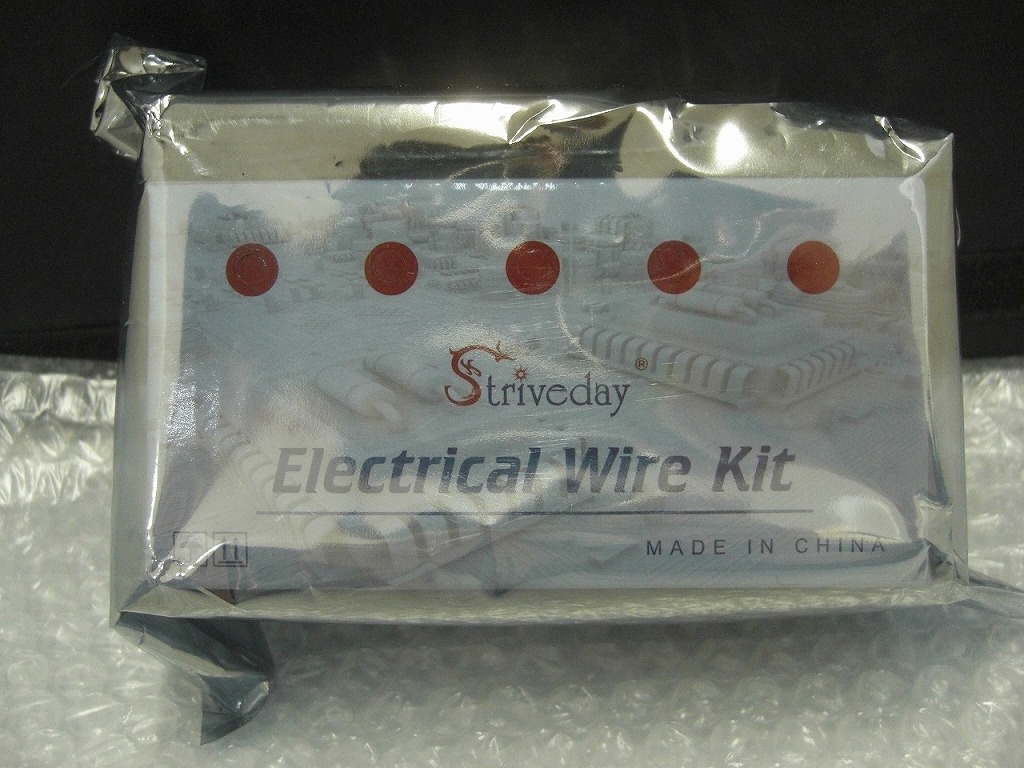 Striveday®
Electrical Wire Kit
MADE IN CHINA